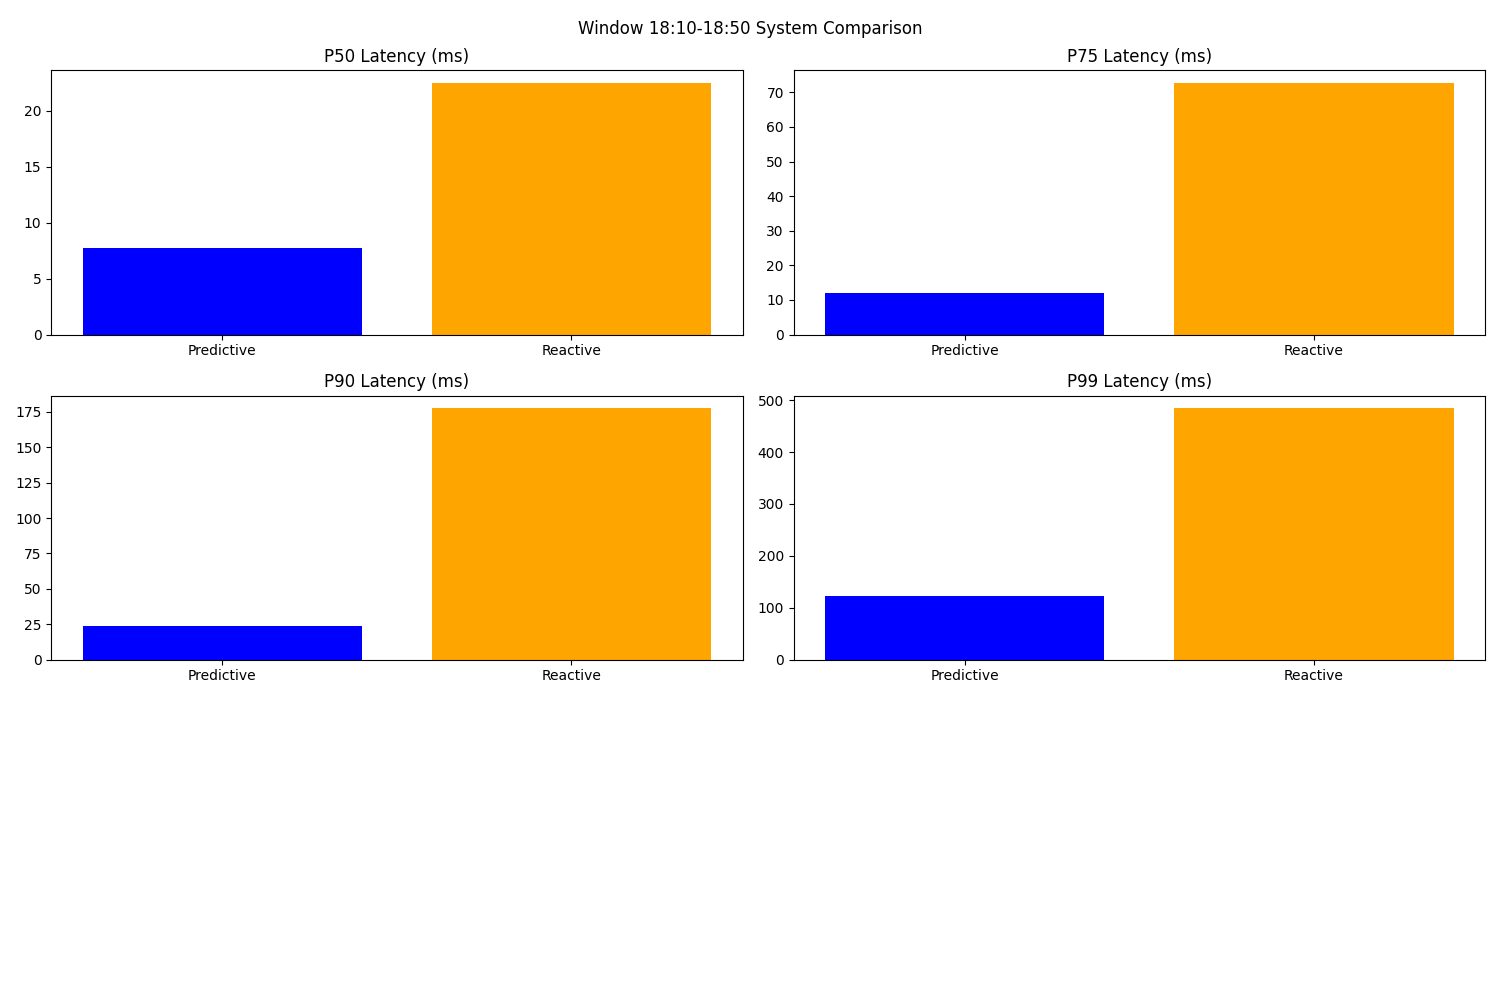 Window 18:10-18:50 System Comparison
P50 Latency (ms)
20
15
10
5
0
Predictive
Reactive
P75 Latency (ms)
70
60
50
40
30
20
10
0
Predictive
Reactive
P90 Latency (ms)
175
150
125
100
75
50
25
0
Predictive
Reactive
P99 Latency (ms)
500
400
300
200
100
0
Predictive
Reactive